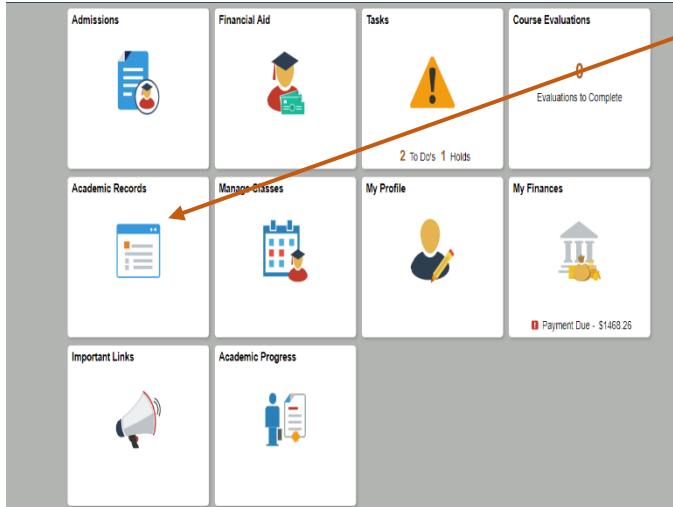 Admissions
Financial Aid
Tasks
Course Evaluations
0
Evaluations to Complete
2 To Do's 1 Holds
Academic Records
Manage Classes
My Profile
My Finances
Payment Due - $1468.26
Important Links
Academic Progress